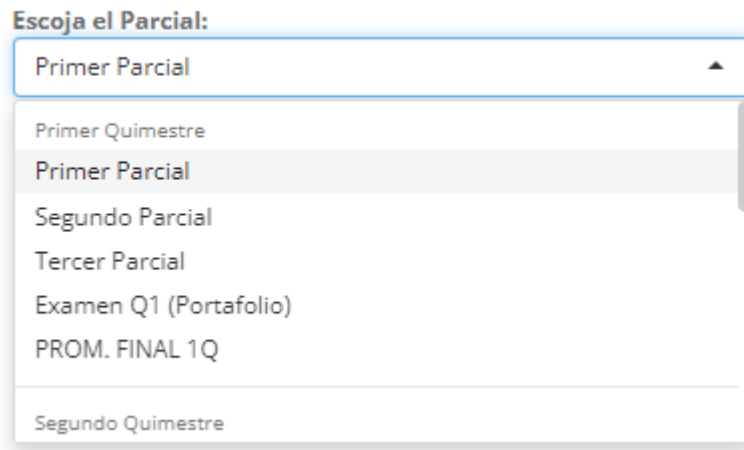 Escoja el Parcial:
Primer Parcial
Primer Quimestre
Primer Parcial
Segundo Parcial
Tercer Parcial
Examen Q1 (Portafolio)
PROM. FINAL 1Q
Segundo Quimestre